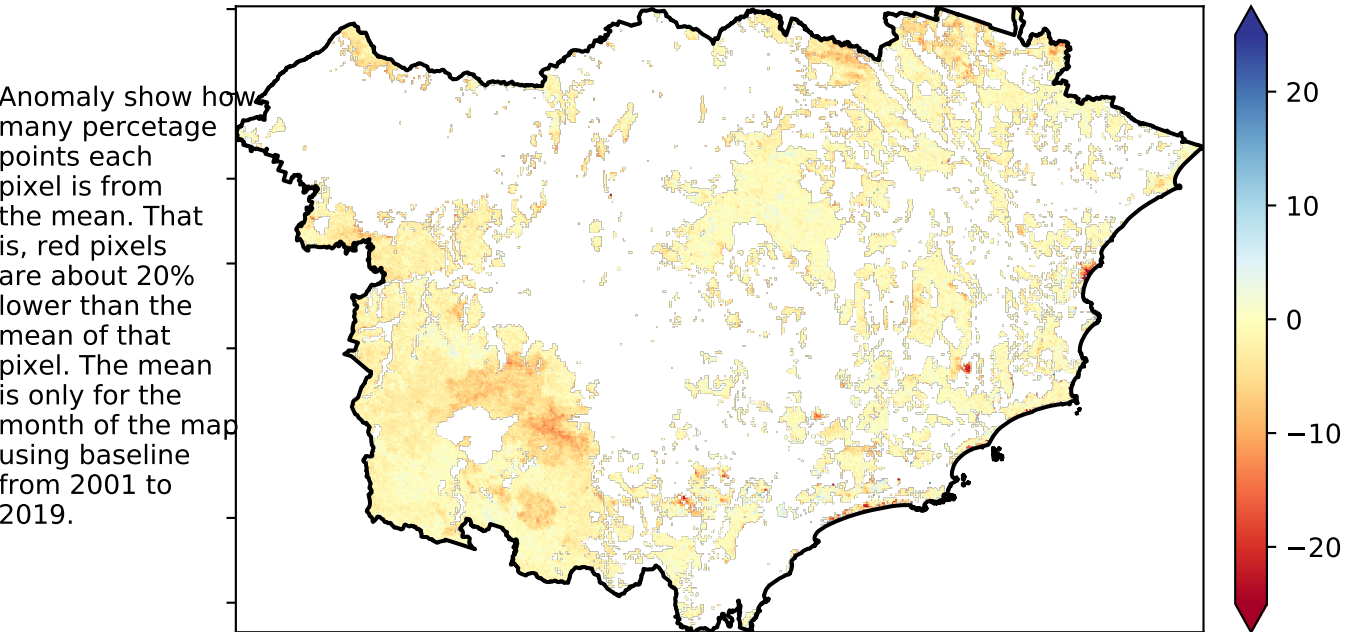 Anomaly show how
many percetage
points each
pixel is from
the mean. That
is, red pixels
are about 20%
lower than the
mean of that
pixel. The mean
is only for the
month of the map
using baseline
from 2001 to
2019.
20
10
0
−10
−20